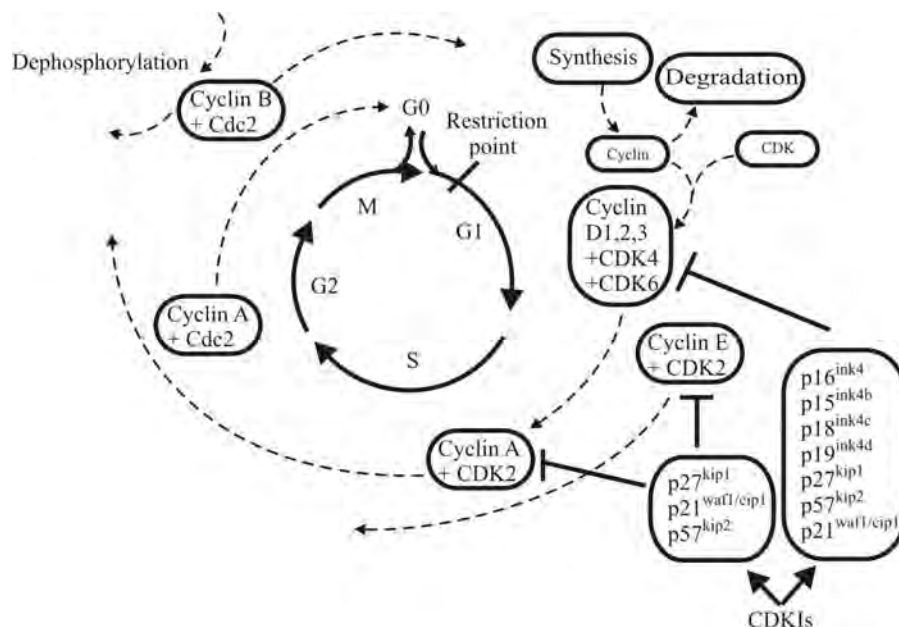 Dephosphorylation
Cyclin B
+ Cdc2
G0
Restriction
point
Synthesis
Degradation
Cyclin
CDK
Cyclin
D1,2,3
+CDK4
+CDK6
M
G1
G2
S
Cyclin A
+ Cdc2
Cyclin E
+ CDK2
Cyclin A
+ CDK2
p27kip1
p21waf1/cip1
p57kip2
p16ink4
p15ink4b
p18ink4c
p19ink4d
p27kip1
p57kip2
p21waf1/cip1
CDKIs